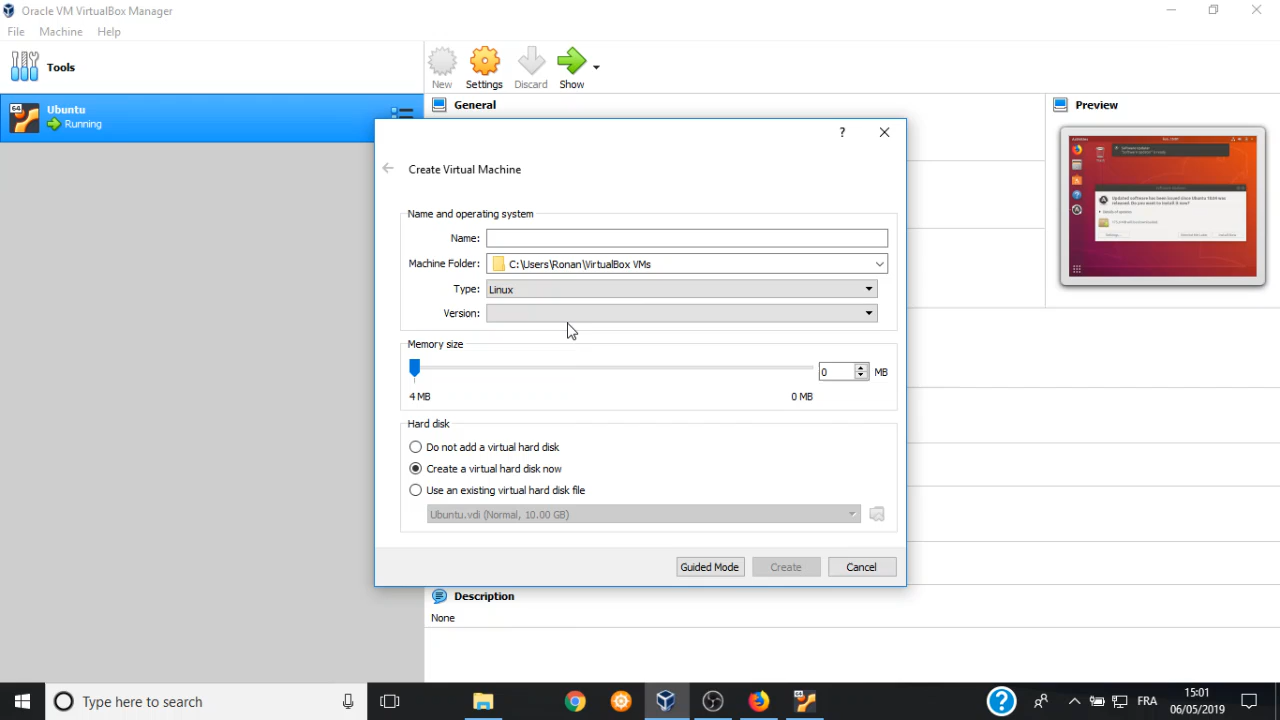 Oracle VM VirtualBox Manager
File Machine Help
Tools
New Settings Discard Show
64 Ubuntu
Running
General
Preview
?
Create Virtual Machine
Name and operating system
Name:
Machine Folder: C:\Users\Ronan\VirtualBox VMs
Type: Linux
Version:
Memory size
0 MB
4 MB 0 MB
Hard disk
Do not add a virtual hard disk
Create a virtual hard disk now
Use an existing virtual hard disk file
Ubuntu.vdi (Normal, 10.00 GB)
Guided Mode Create Cancel
Description
None
Type here to search
? FRA 15:01
06/05/2019